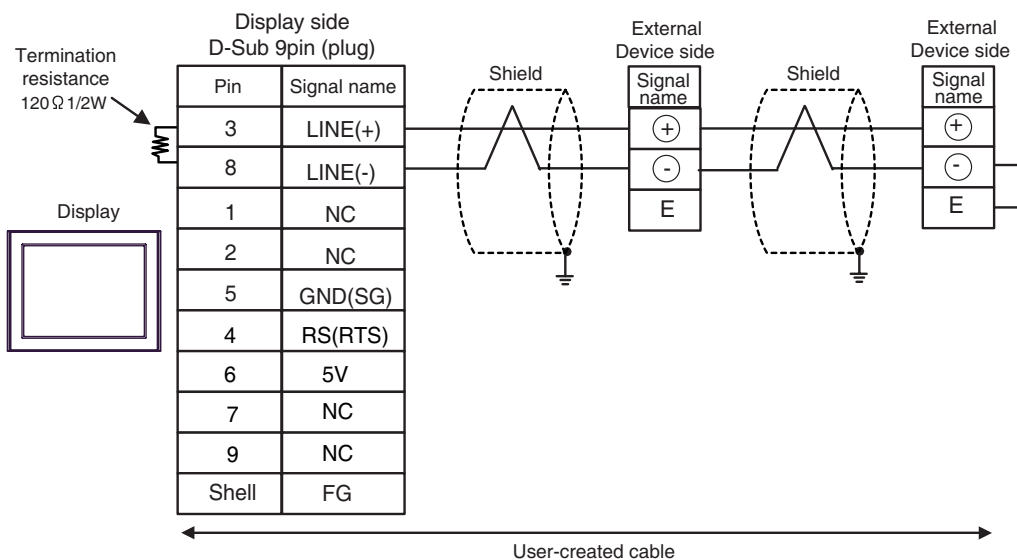 Display side
D-Sub 9pin (plug)
Termination
resistance
120Ω 1/2W
Display
Pin Signal name
3 LINE(+)
8 LINE(-)
1 NC
2 NC
5 GND(SG)
4 RS(RTS)
6 5V
7 NC
9 NC
Shell FG
Shield
External
Device side
Signal
name
+
-
E
Shield
External
Device side
Signal
name
+
-
E
User-created cable